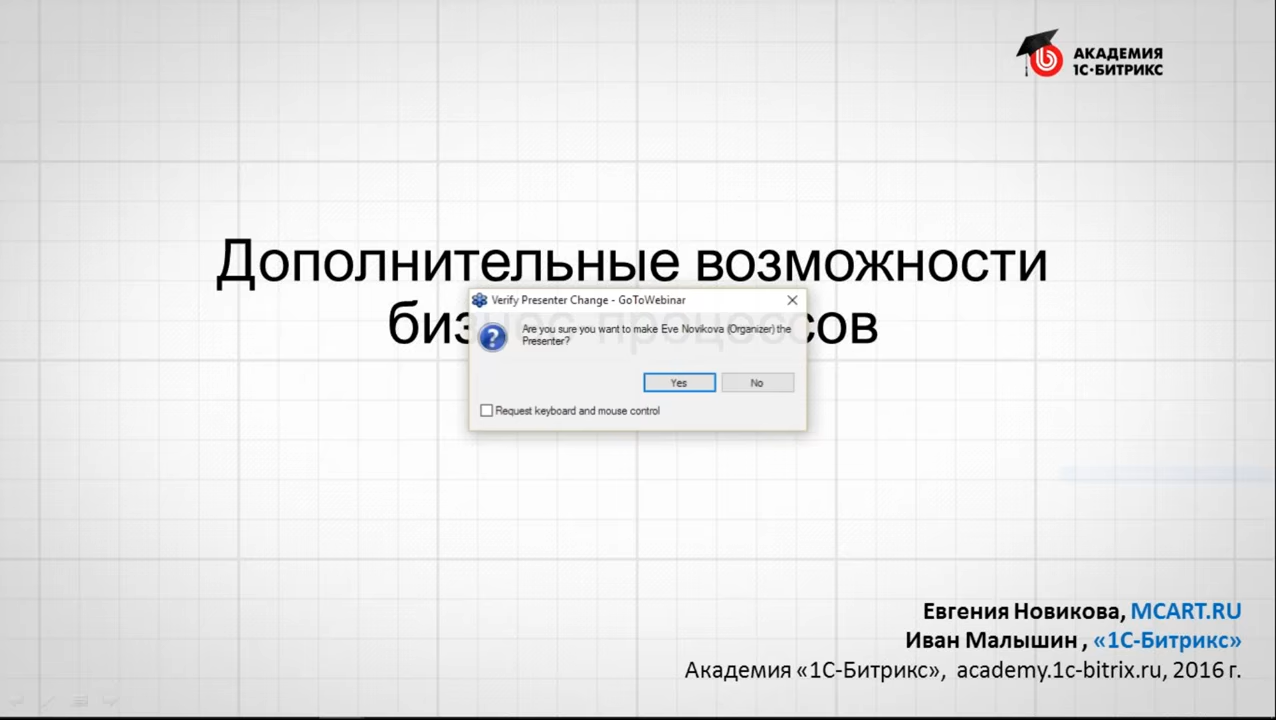 АКАДЕМИЯ
1С·БИТРИКС
Дополнительные возможности
бизнес-процессов
Verify Presenter Change - GoToWebinar
Are you sure you want to make Eve Novikova (Organizer) the
Presenter?
Yes No
Request keyboard and mouse control
Евгения Новикова, MCART.RU
Иван Малышин , «1С-Битрикс»
Академия «1С-Битрикс», academy.1c-bitrix.ru, 2016 г.